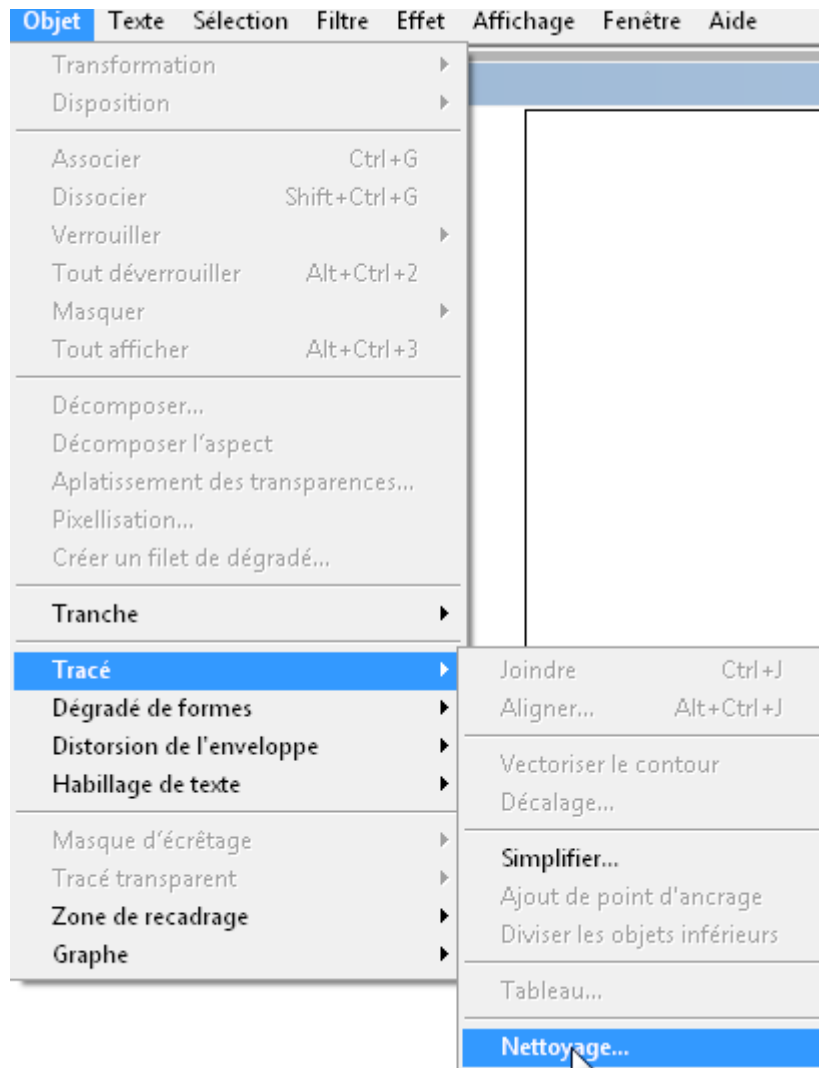 Objet Texte Sélection Filtre Effet Affichage Fenêtre Aide
Transformation
Disposition
Associer Ctrl+G
Dissocier Shift+Ctrl+G
Verrouiller
Tout déverrouiller Alt+Ctrl+2
Masquer
Tout afficher Alt+Ctrl+3
Décomposer...
Décomposer l'aspect
Aplatissement des transparences...
Pixellisation...
Créer un filet de dégradé...
Tranche
Tracé
Dégradé de formes
Distorsion de l'enveloppe
Habillage de texte
Masque d'écrêtage
Tracé transparent
Zone de recadrage
Graphe
Joindre Ctrl+J
Aligner... Alt+Ctrl+J
Vectoriser le contour
Décalage...
Simplifier...
Ajout de point d'ancrage
Diviser les objets inférieurs
Tableau...
Nettoyage...